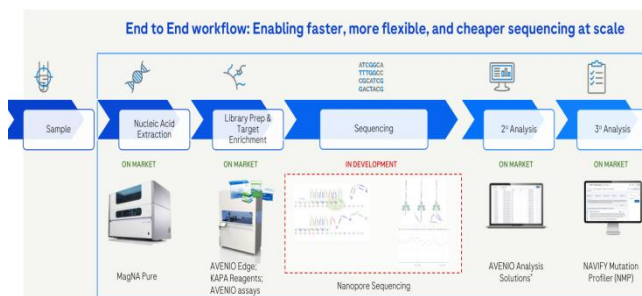 End to End workflow: Enabling faster, more flexible, and cheaper sequencing at scale
ATCGGCA
TTTGGCC
CGCATCG
GACTACG
Sample
Nucleic Acid
Extraction
Library Prep &
Target
Enrichment
Sequencing
2º Analysis
3º Analysis
ON MARKET
ON MARKET
IN DEVELOPMENT
ON MARKET
ON MARKET
MagNA Pure
AVENIO Edge;
KAPA Reagents;
AVENIO assays
Nanopore Sequencing
AVENIO Analysis
Solutions*
NAVIFY Mutation
Profiler (NMP)